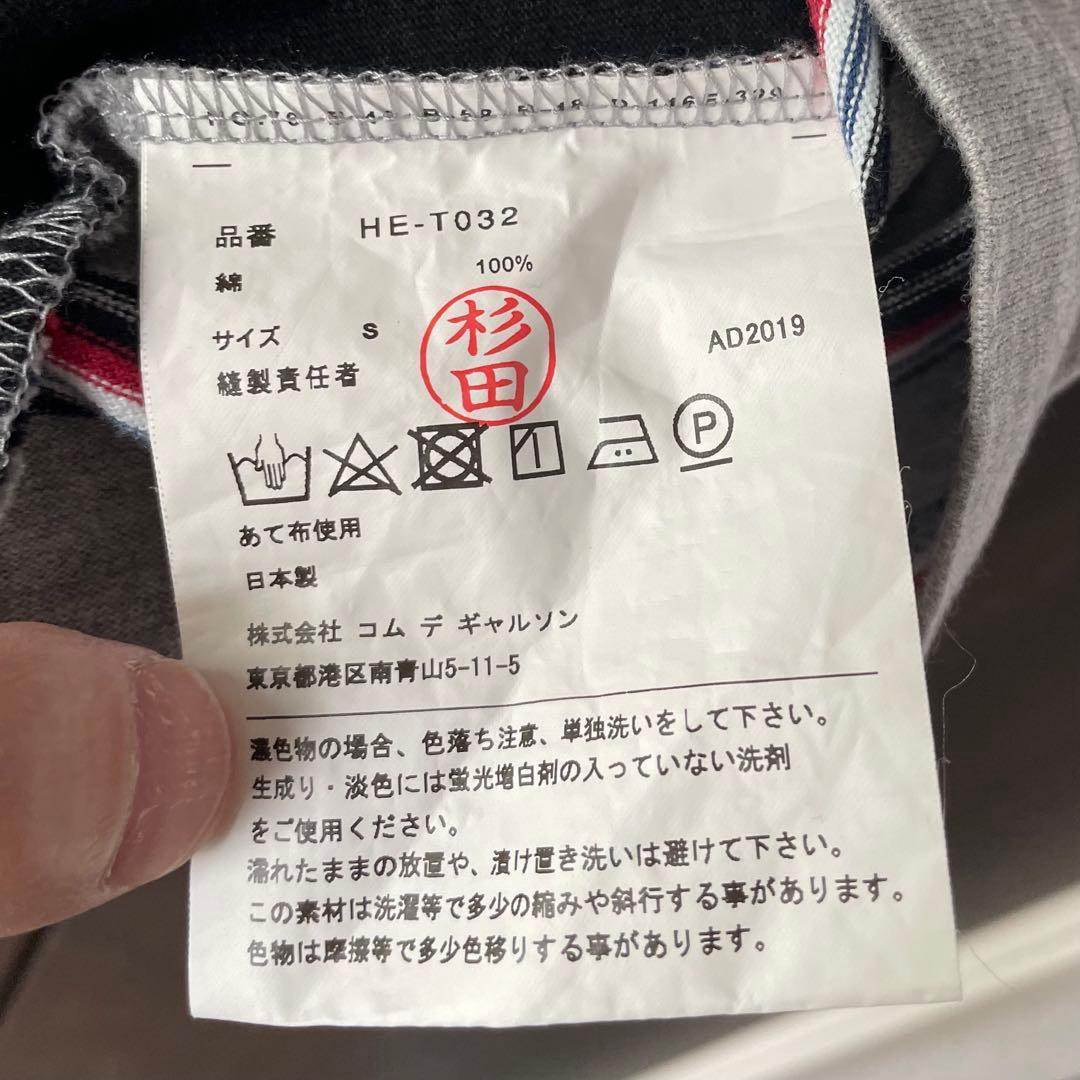 品番 HE-T032
綿 100%
サイズ S
杉田
AD2019
縫製責任者
P
あて布使用
日本製
株式会社 コム デ ギャルソン
東京都港区南青山5-11-5
濃色物の場合、色落ち注意、単独洗いをして下さい。
生成り・淡色には蛍光増白剤の入っていない洗剤
をご使用ください。
濡れたままの放置や、漬け置き洗いは避けて下さい。
この素材は洗濯等で多少の縮みや斜行する事があります。
色物は摩擦等で多少色移りする事があります。